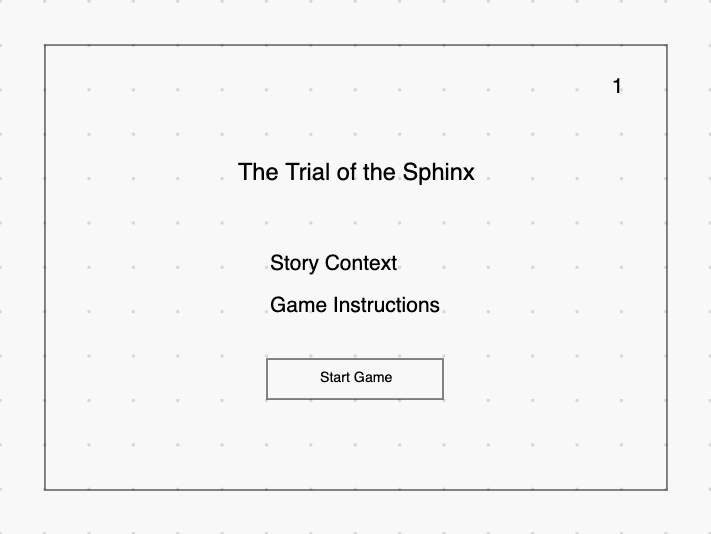 1
The Trial of the Sphinx
Story Context
Game Instructions
Start Game